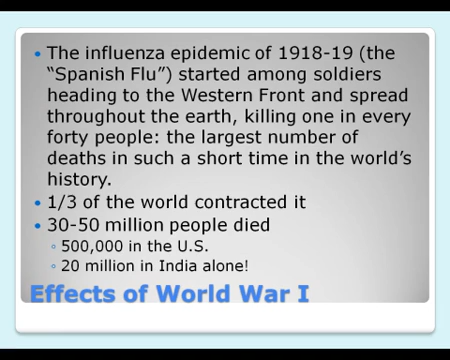 • The influenza epidemic of 1918-19 (the
“Spanish Flu”) started among soldiers
heading to the Western Front and spread
throughout the earth, killing one in every
forty people: the largest number of
deaths in such a short time in the world’s
history.
• 1/3 of the world contracted it
• 30-50 million people died
◦ 500,000 in the U.S.
◦ 20 million in India alone!
Effects of World War I